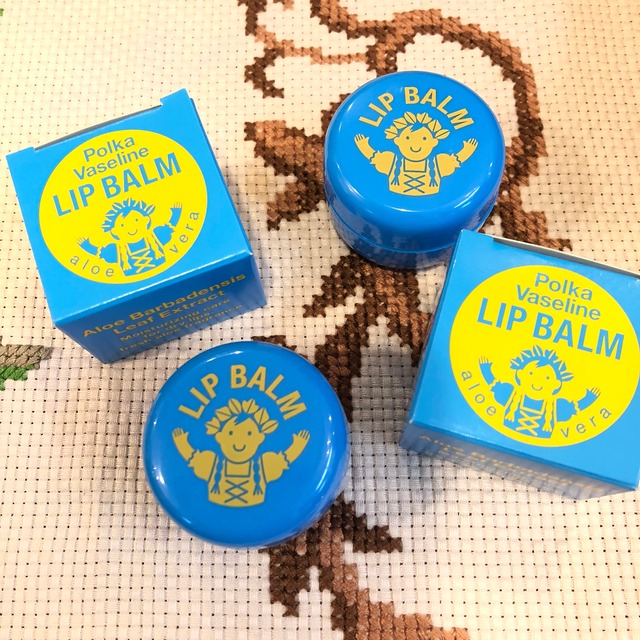 Polka
Vaseline
LIP BALM
aloe vera
Aloe Barbadensis
Leaf Extract
LIP BALM
LIP BALM
Polka
Vaseline
LIP BALM
aloe vera